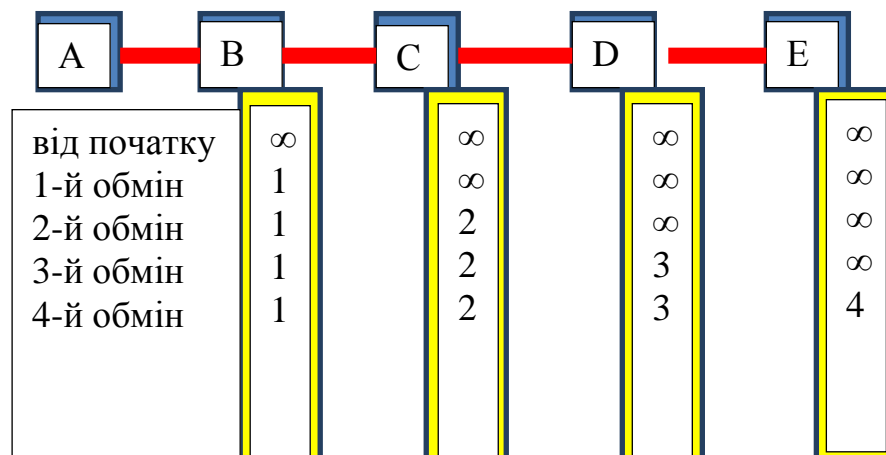 A B C D E
від початку ∞ ∞ ∞ ∞
1-й обмін 1 ∞ ∞ ∞
2-й обмін 1 2 ∞ ∞
3-й обмін 1 2 3 ∞
4-й обмін 1 2 3 4